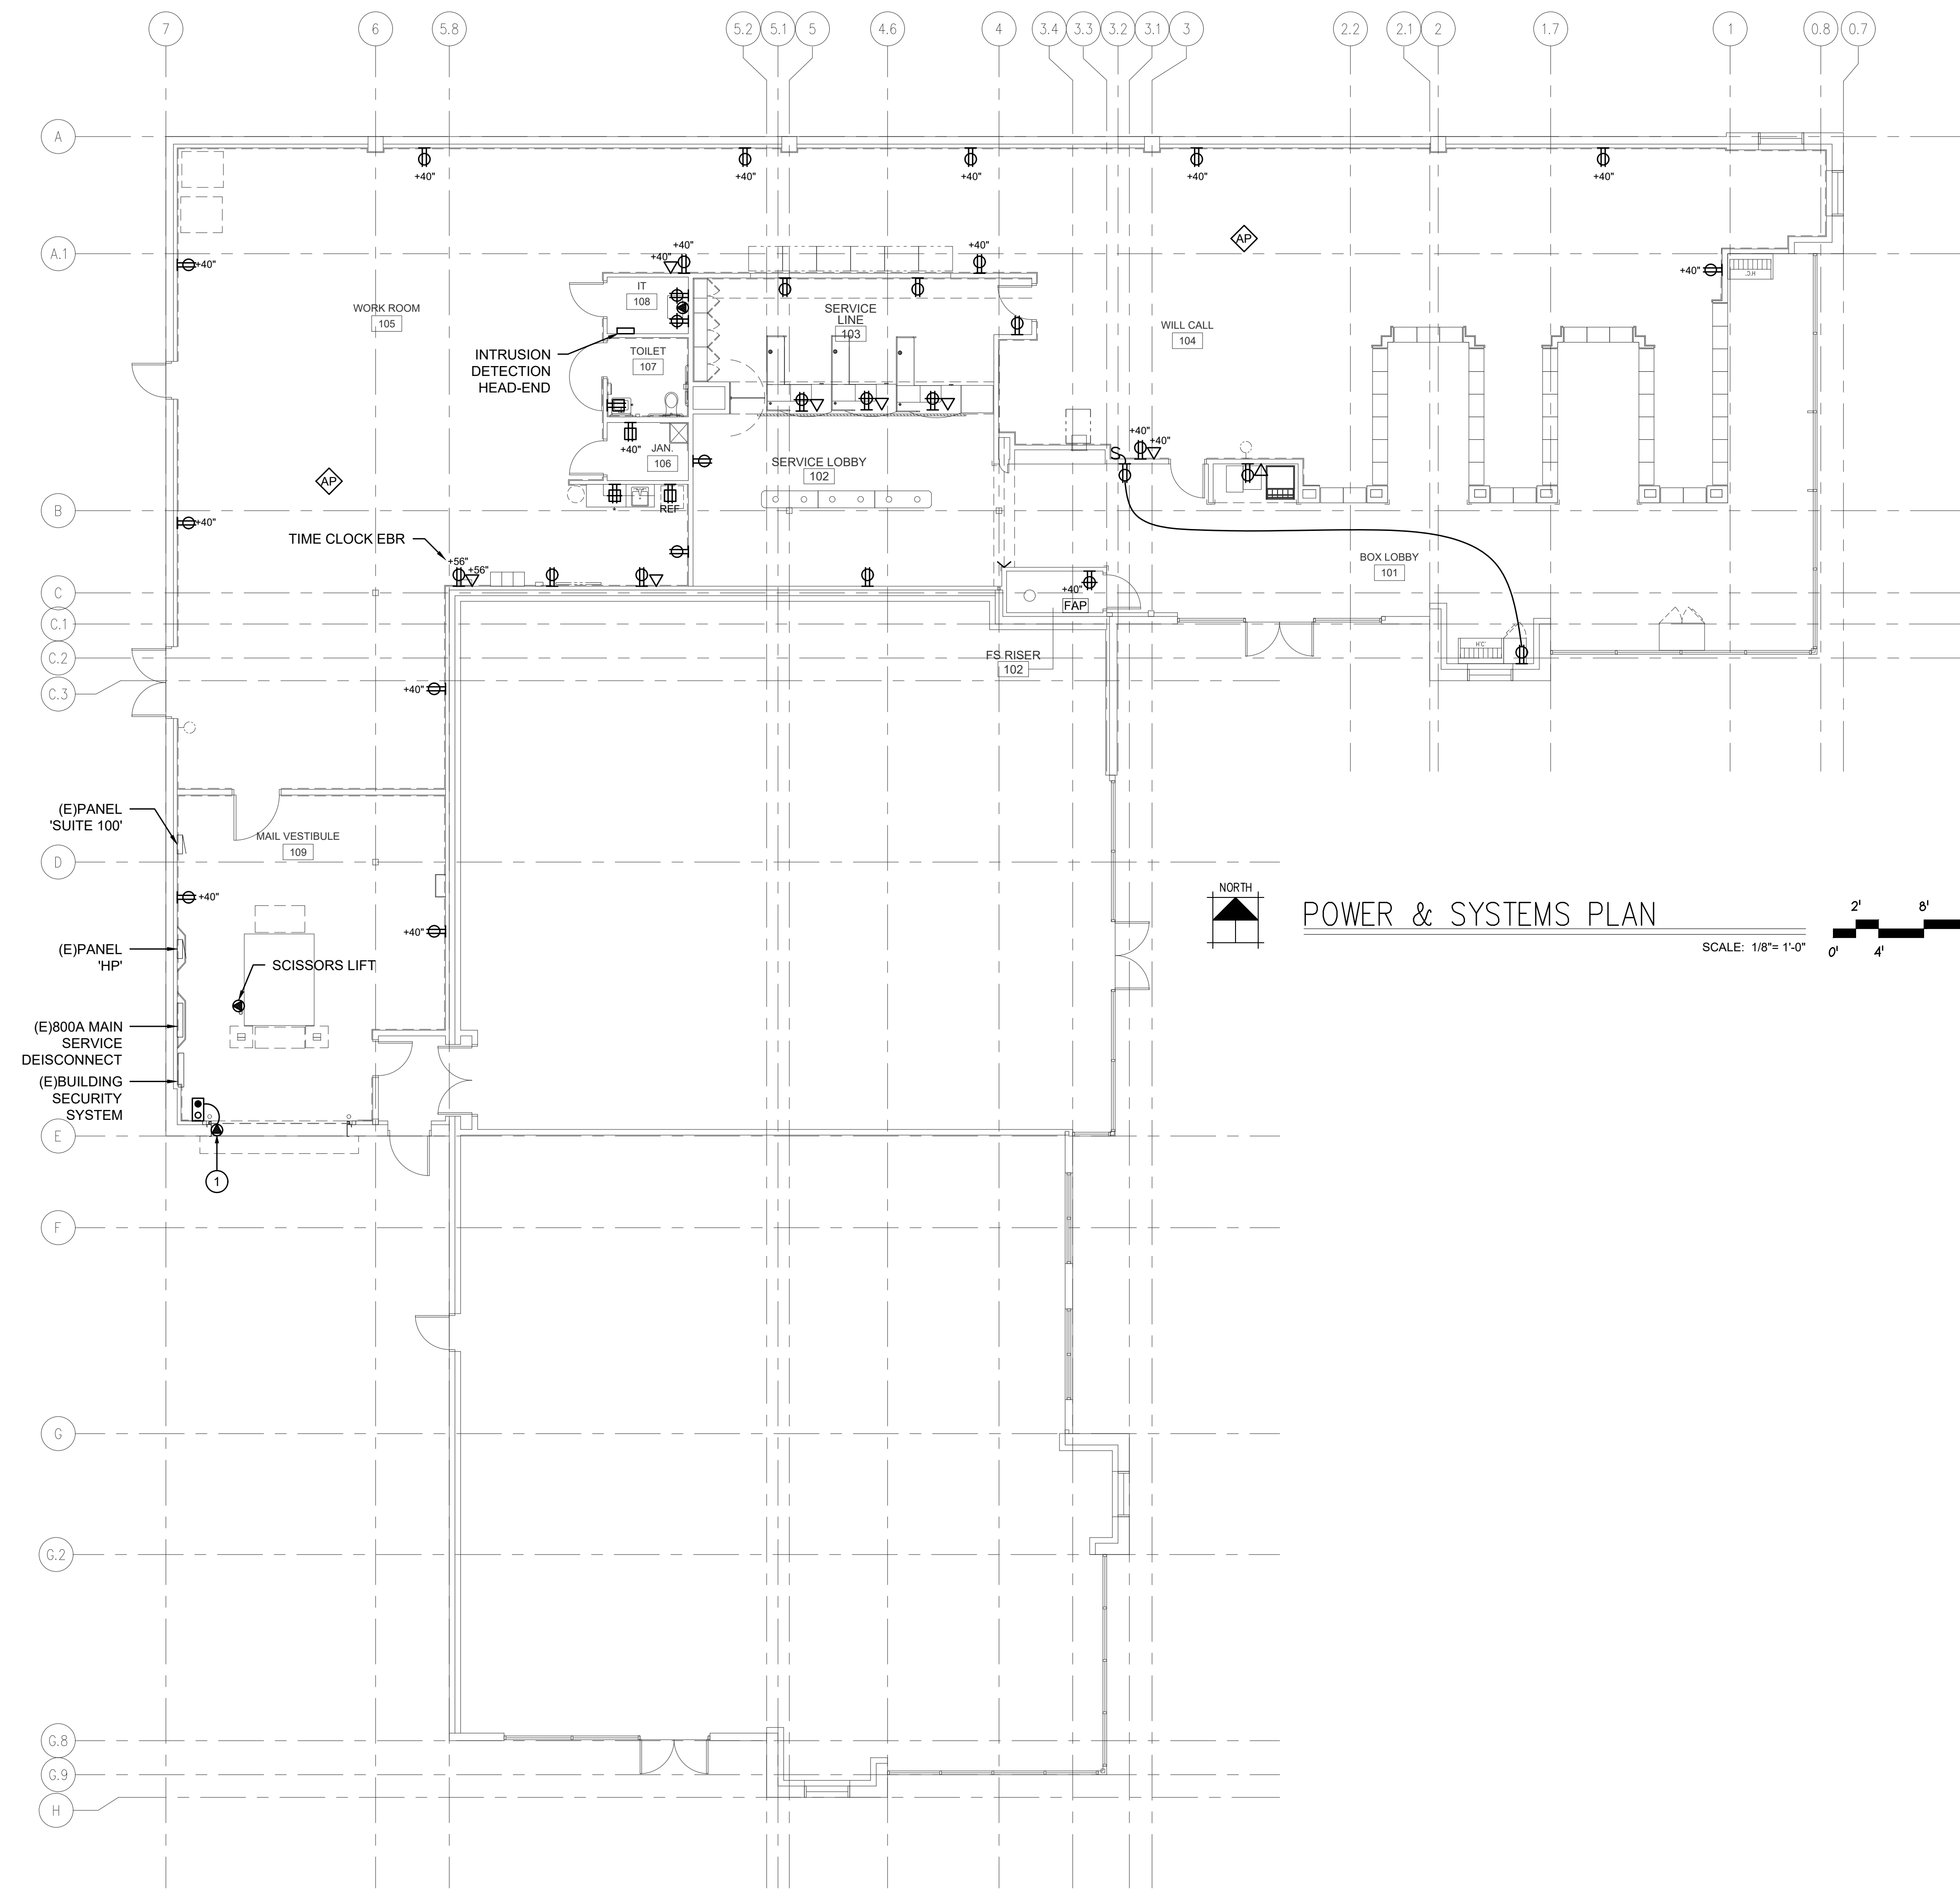 7 6 5.8 5.2 5.1 5 4.6 4 3.4 3.3 3.2 3.1 3 2.2 2.1 2 1.7 1 0.8 0.7
A
+40" +40" +40" +40" +40"
AP
A.1
+40" +40" +40" +40"
+40" +40"
H.C.
IT
108
WORK ROOM
105
SERVICE
LINE
103
WILL CALL
104
INTRUSION
DETECTION
HEAD-END
TOILET
107
+40"
+40"
S
+40"
JAN.
106
SERVICE LOBBY
102
AP
REF
B
+40"
TIME CLOCK EBR
+56"
+56"
BOX LOBBY
101
C
+40"
FAP
C.1
H.C.
C.2
FS RISER
102
C.3
+40"
(E)PANEL
'SUITE 100'
MAIL VESTIBULE
109
D
+40"
+40"
NORTH
POWER & SYSTEMS PLAN
SCALE: 1/8"= 1'-0"
2' 8'
0' 4'
(E)PANEL
'HP'
SCISSORS LIFT
(E)800A MAIN
SERVICE
DEISCONNECT
(E)BUILDING
SECURITY
SYSTEM
E
1
F
G
G.2
G.8
G.9
H